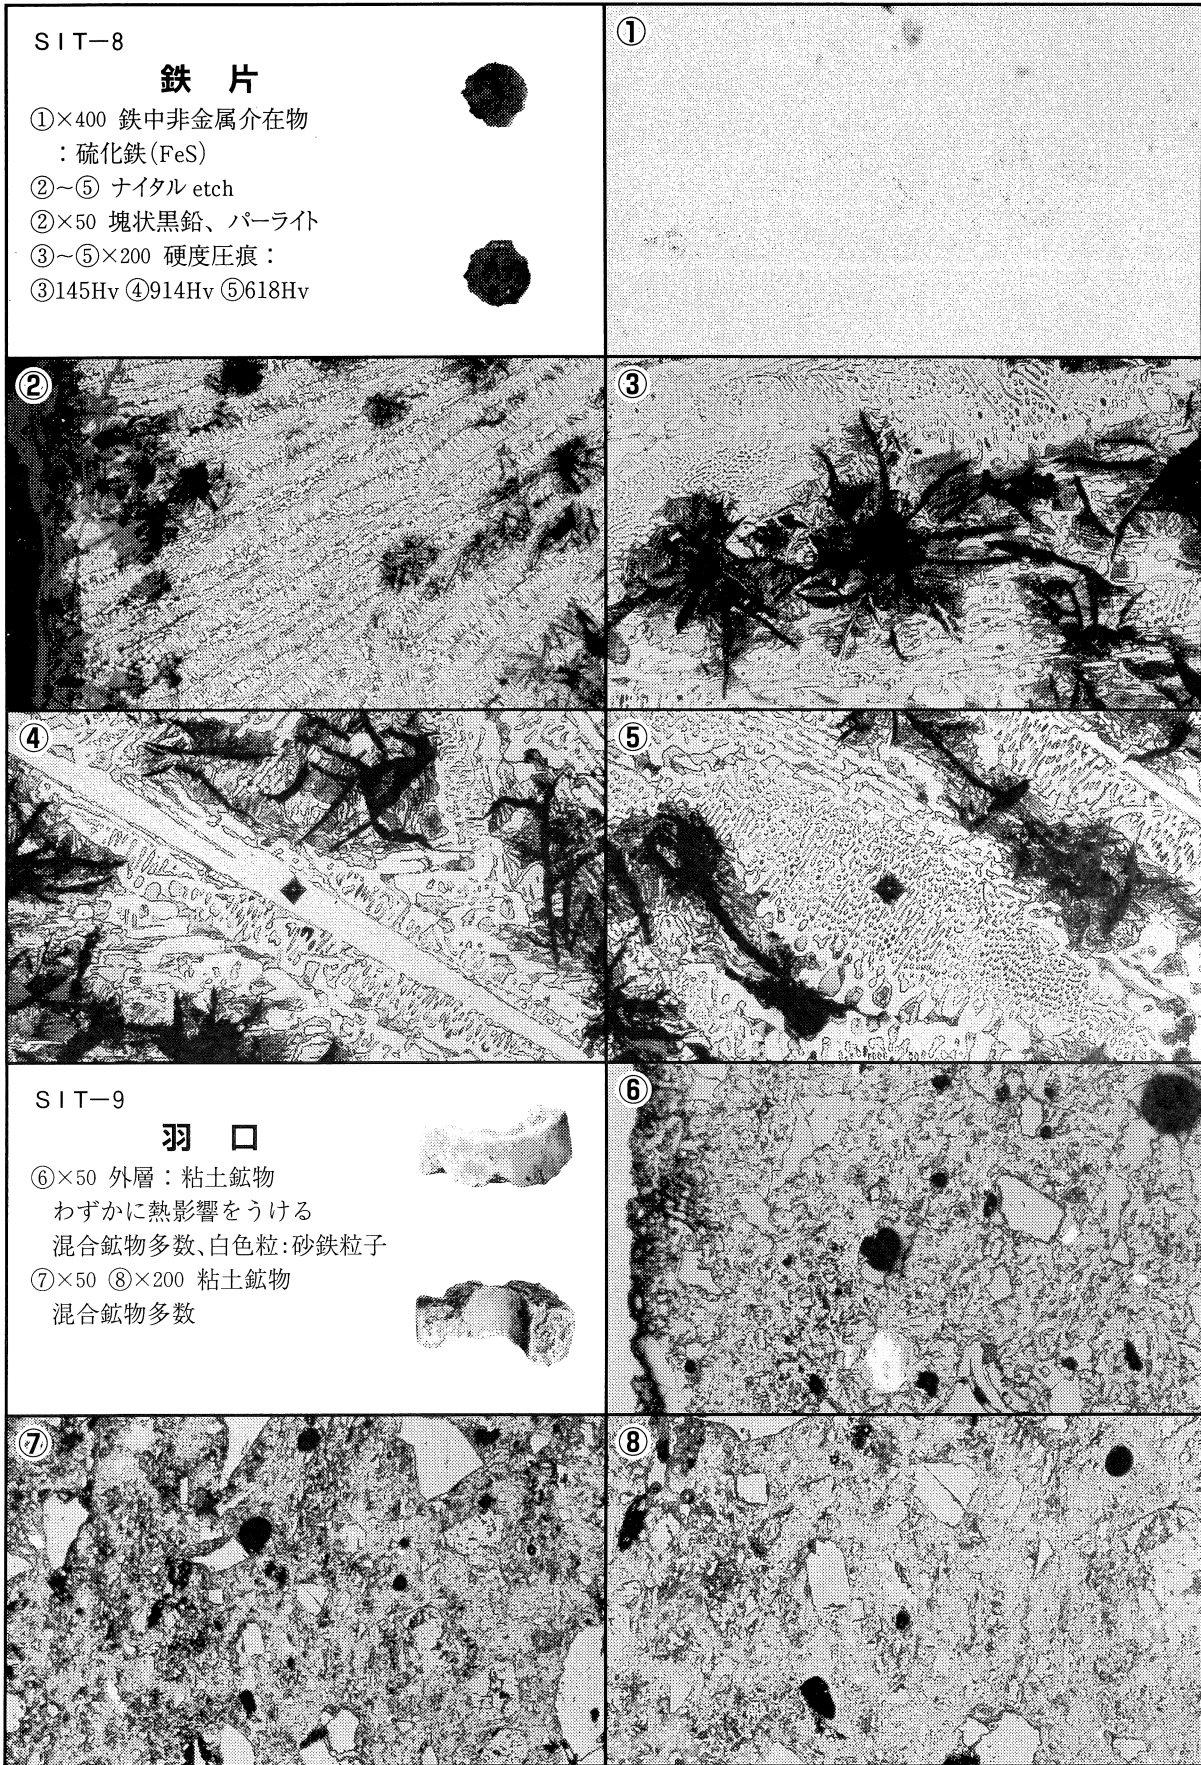 SIT-8
鉄 片
①×400 鉄中非金属介在物
：硫化鉄(FeS)
②～⑤ ナイタル etch
②×50 塊状黒鉛、パーライト
③～⑤×200 硬度圧痕：
③145Hv ④914Hv ⑤618Hv
①
②
③
④
⑤
SIT-9
羽 口
⑥×50 外層：粘土鉱物
わずかに熱影響をうける
混合鉱物多数、白色粒:砂鉄粒子
⑦×50 ⑧×200 粘土鉱物
混合鉱物多数
⑥
⑦
⑧